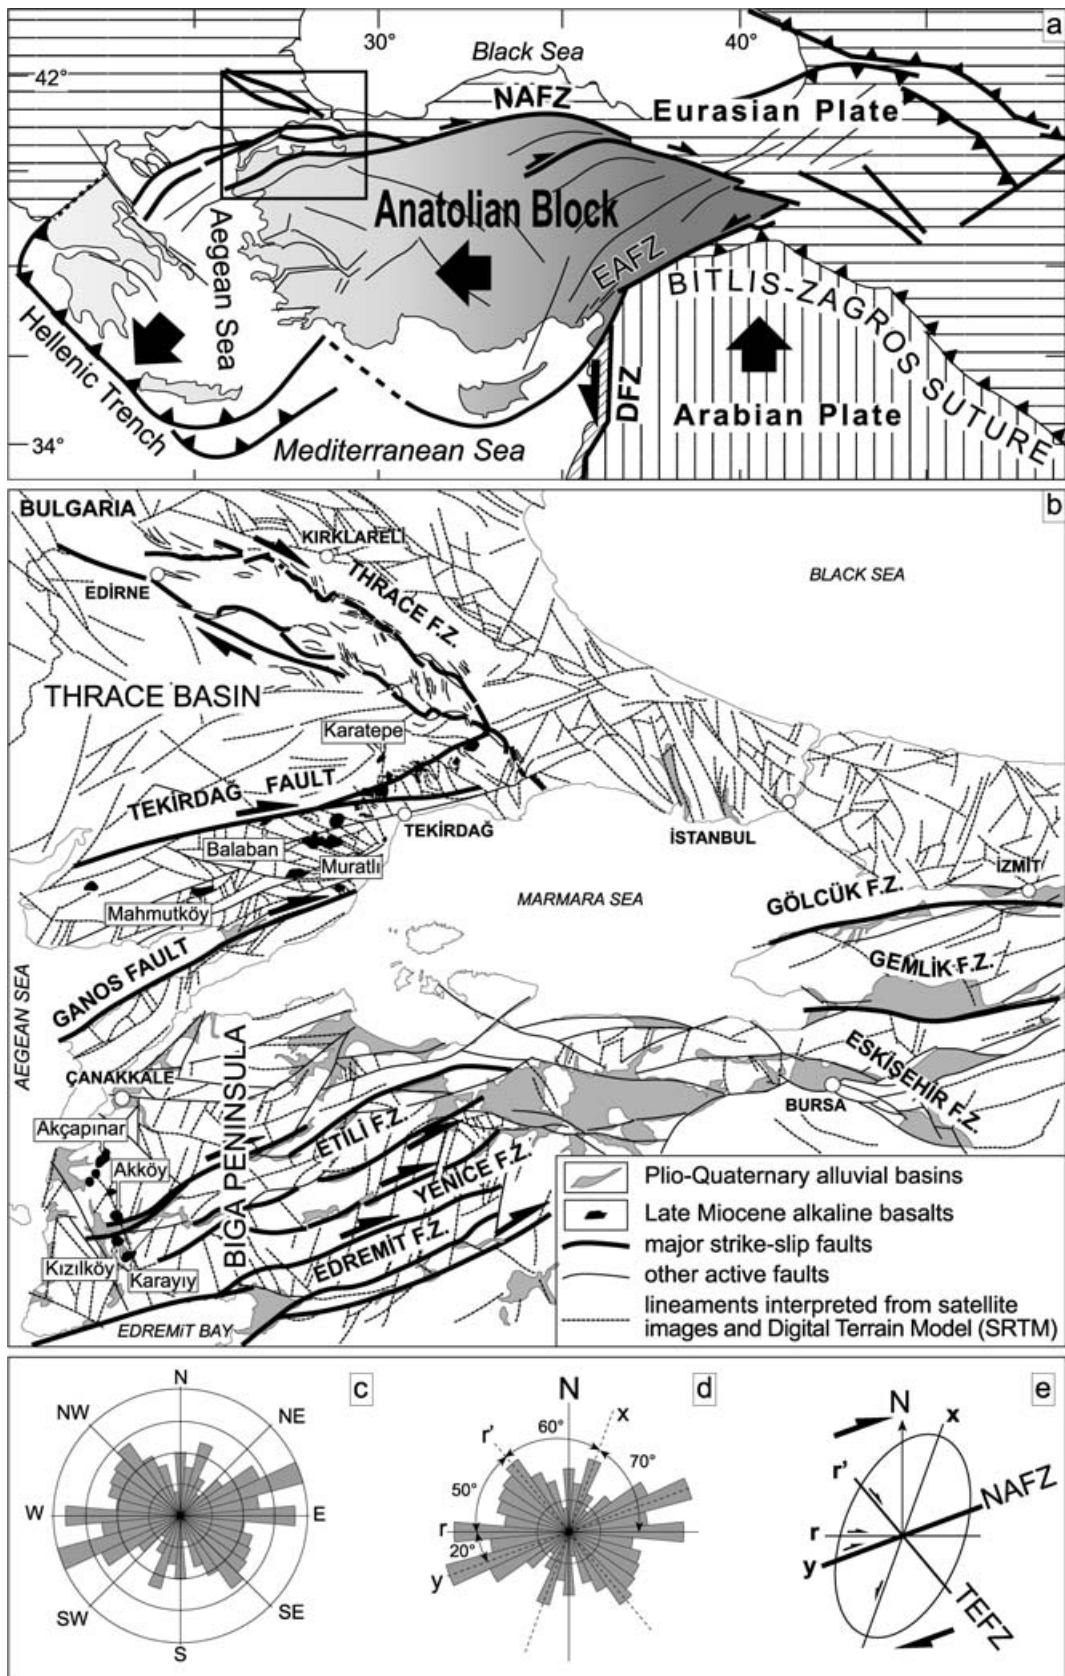 a
30°
40°
Black Sea
42°
NAFZ
Eurasian Plate
Anatolian Block
Aegean Sea
EAFZ
BITLIS-ZAGROS SUTURE
Hellenic Trench
DFZ
Arabian Plate
34°
Mediterranean Sea
b
BULGARIA
KIRKLARELİ
BLACK SEA
EDİRNE
THRACE F.Z.
THRACE BASIN
Karatepe
TEKİRDAĞ FAULT
TEKİRDAĞ
İSTANBUL
Balaban
Muratlı
İZMİT
GÖLCÜK F.Z.
MARMARA SEA
Mahmutköy
GEMLİK F.Z.
GANOS FAULT
AEGEAN SEA
BIGA PENINSULA
ESKİŞEHİR F.Z.
ÇANAKKALE
BURSA
Akçapınar
ETİLİ F.Z.
Akköy
YENİCE F.Z.
Plio-Quaternary alluvial basins
Late Miocene alkaline basalts
major strike-slip faults
EDREMİT F.Z.
Kızılköy
Karayıy
other active faults
lineaments interpreted from satellite
images and Digital Terrain Model (SRTM)
EDREMİT BAY
c
N
NW
NE
W
E
SW
SE
S
d
N
x
r'
60°
70°
50°
r
20°
y
e
N
x
r'
NAFZ
r
y
TEFZ